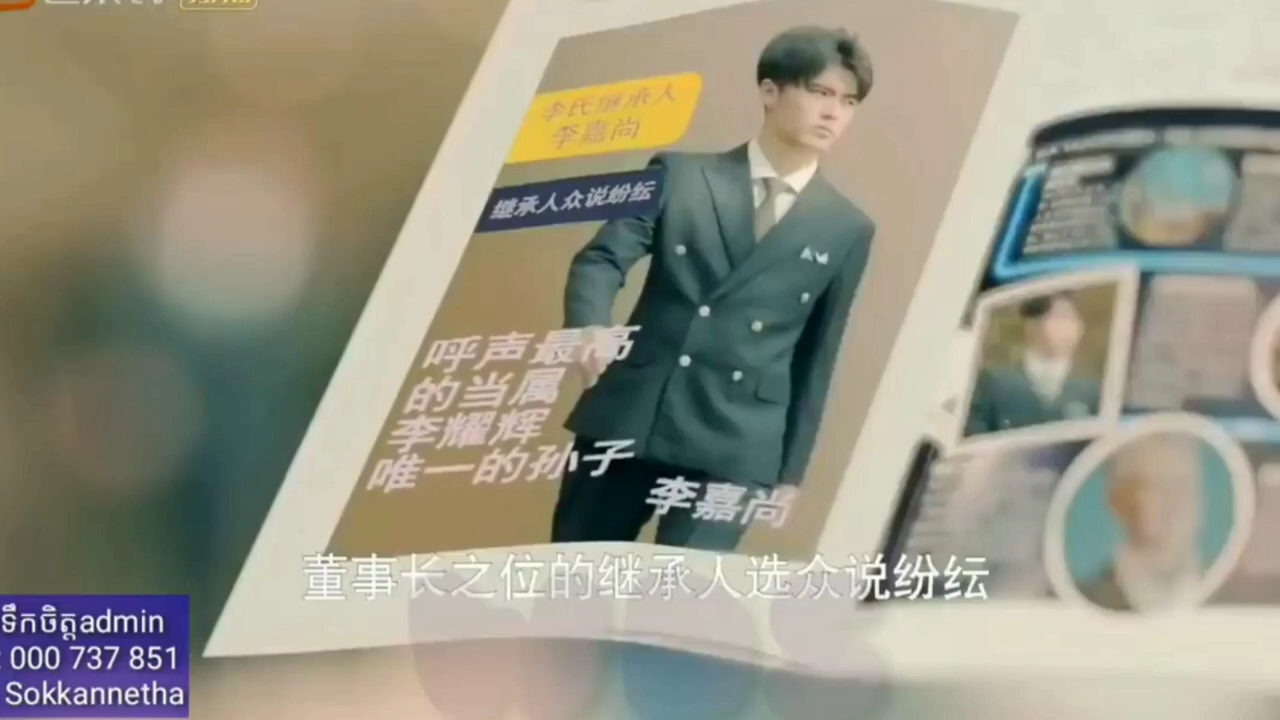 李氏继承人
李嘉尚
继承人众说纷纭
呼声最高
的当属
李耀辉
唯一的孙子
李嘉尚
董事长之位的继承人选众说纷纭
ទឹកចិត្តadmin
000 737 851
Sokkannetha